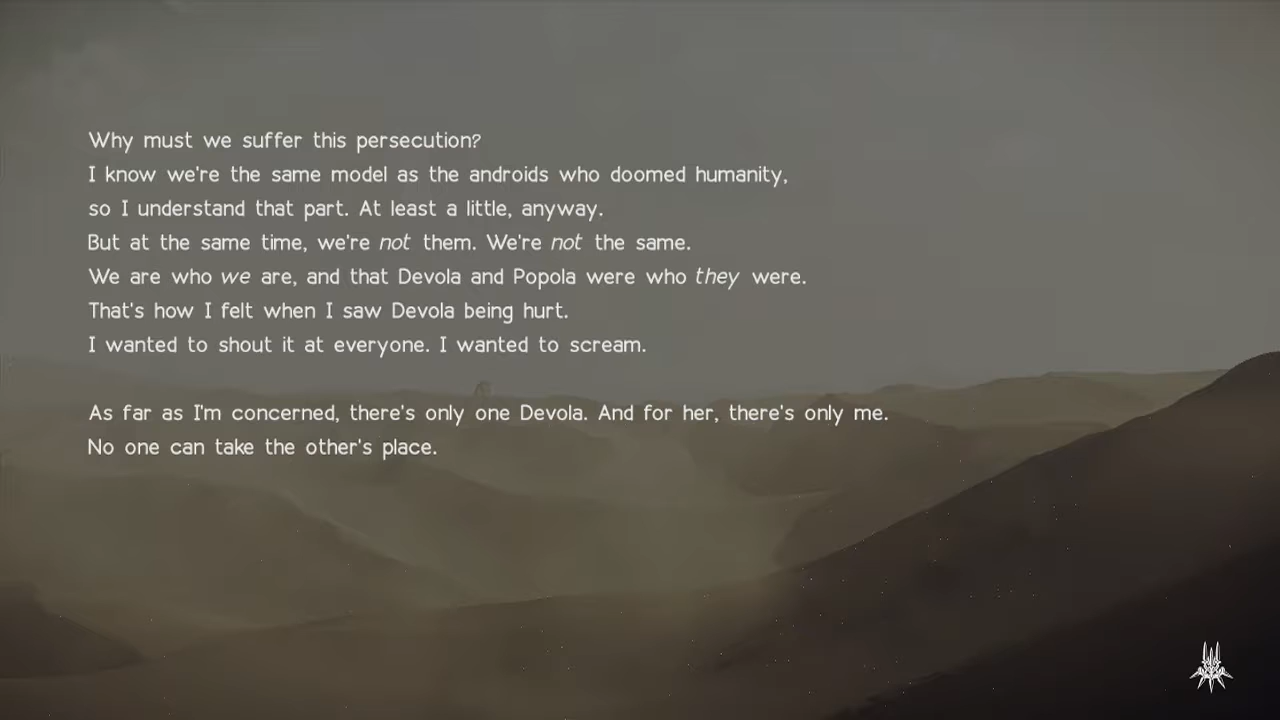 Why must we suffer this persecution?
I know we're the same model as the androids who doomed humanity,
so I understand that part. At least a little, anyway.
But at the same time, we're not them. We're not the same.
We are who we are, and that Devola and Popola were who they were.
That's how I felt when I saw Devola being hurt.
I wanted to shout it at everyone. I wanted to scream.
As far as I'm concerned, there's only one Devola. And for her, there's only me.
No one can take the other's place.